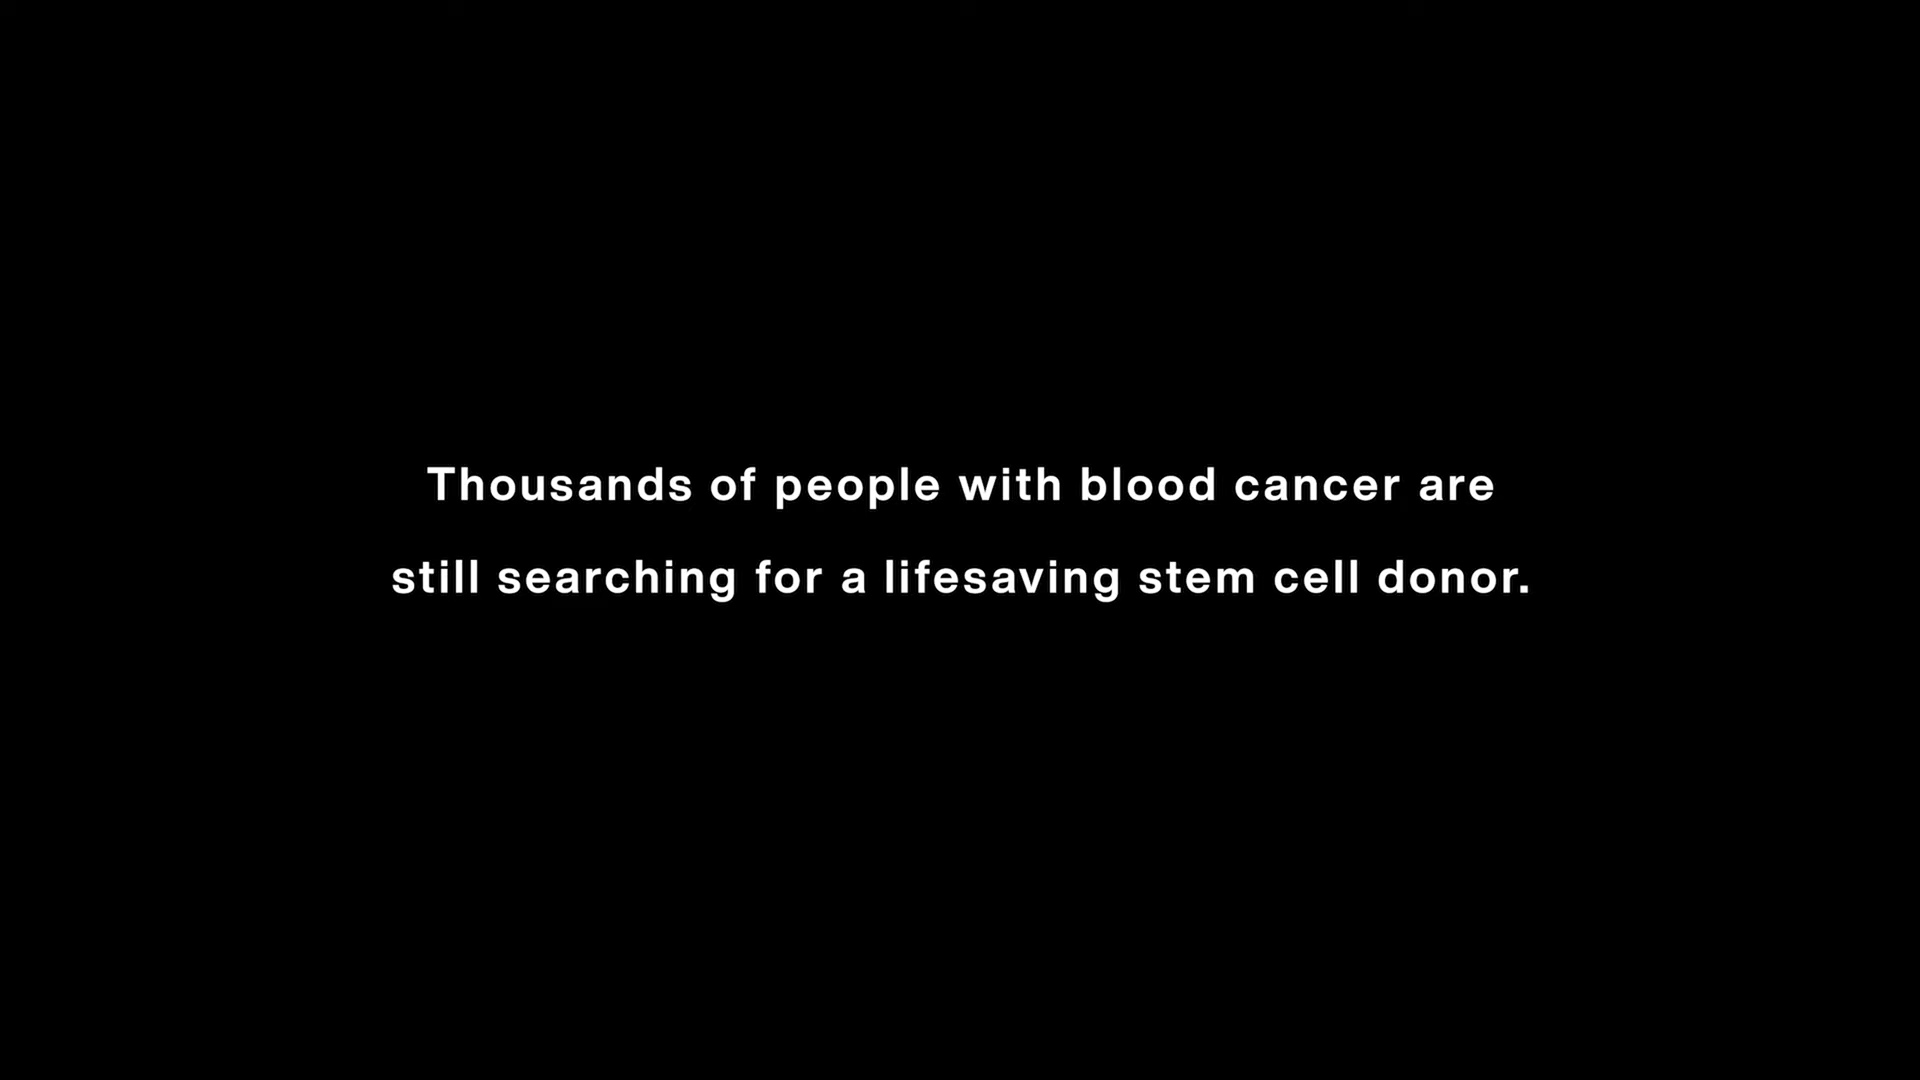 Thousands of people with blood cancer are
still searching for a lifesaving stem cell donor.